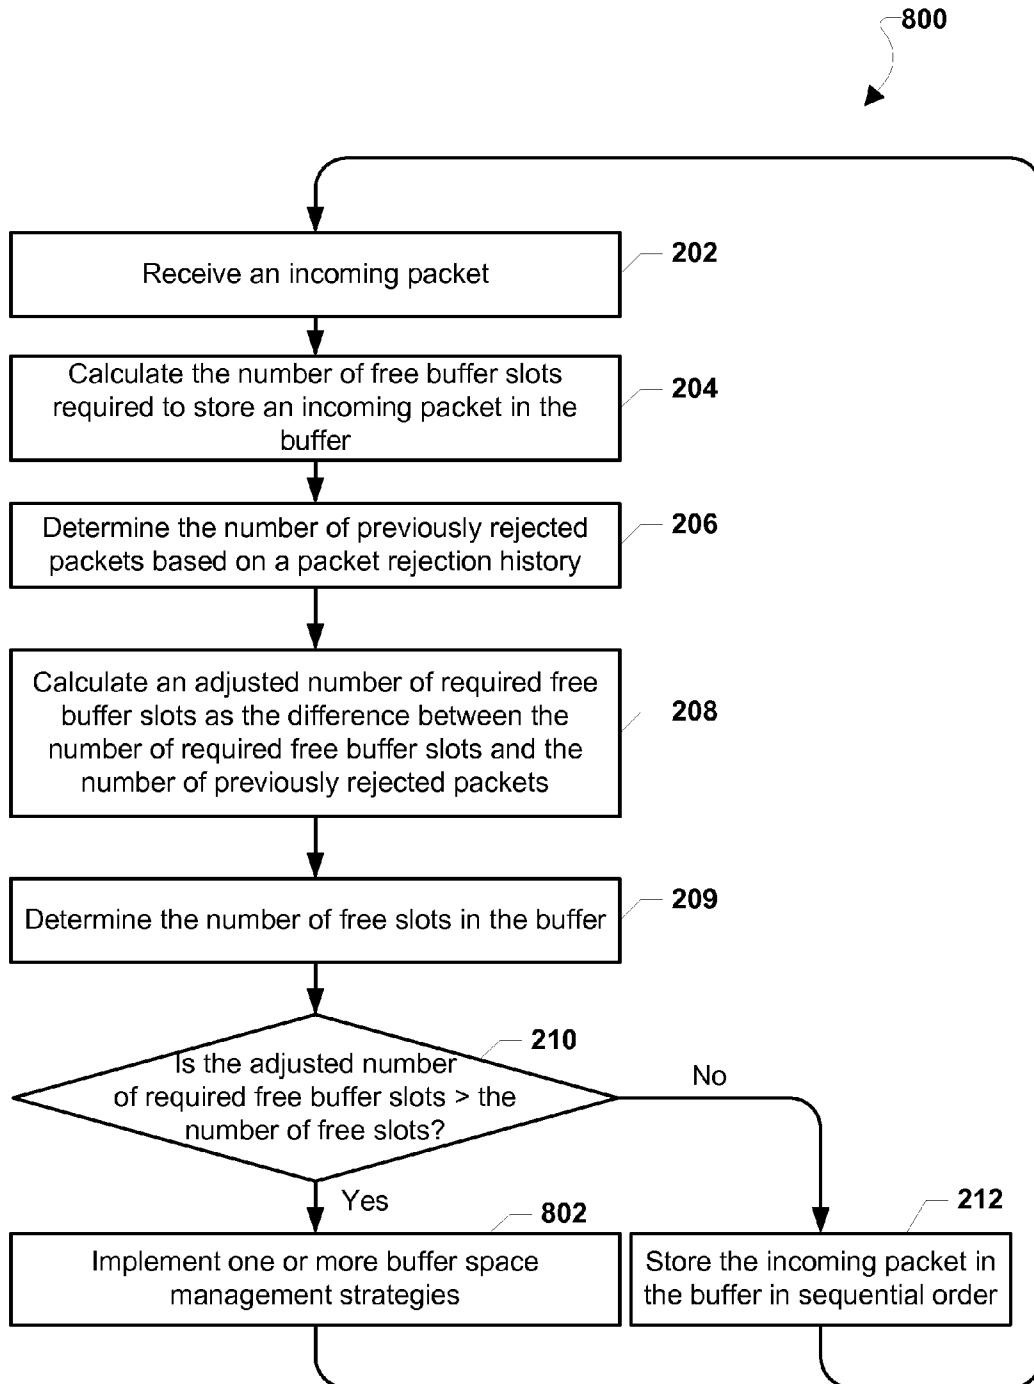 800
Receive an incoming packet
202
Calculate the number of free buffer slots
required to store an incoming packet in the
buffer
204
Determine the number of previously rejected
packets based on a packet rejection history
206
Calculate an adjusted number of required free
buffer slots as the difference between the
number of required free buffer slots and the
number of previously rejected packets
208
Determine the number of free slots in the buffer
209
Is the adjusted number
of required free buffer slots > the
number of free slots?
210
No
Yes
802
Implement one or more buffer space
management strategies
212
Store the incoming packet in
the buffer in sequential order